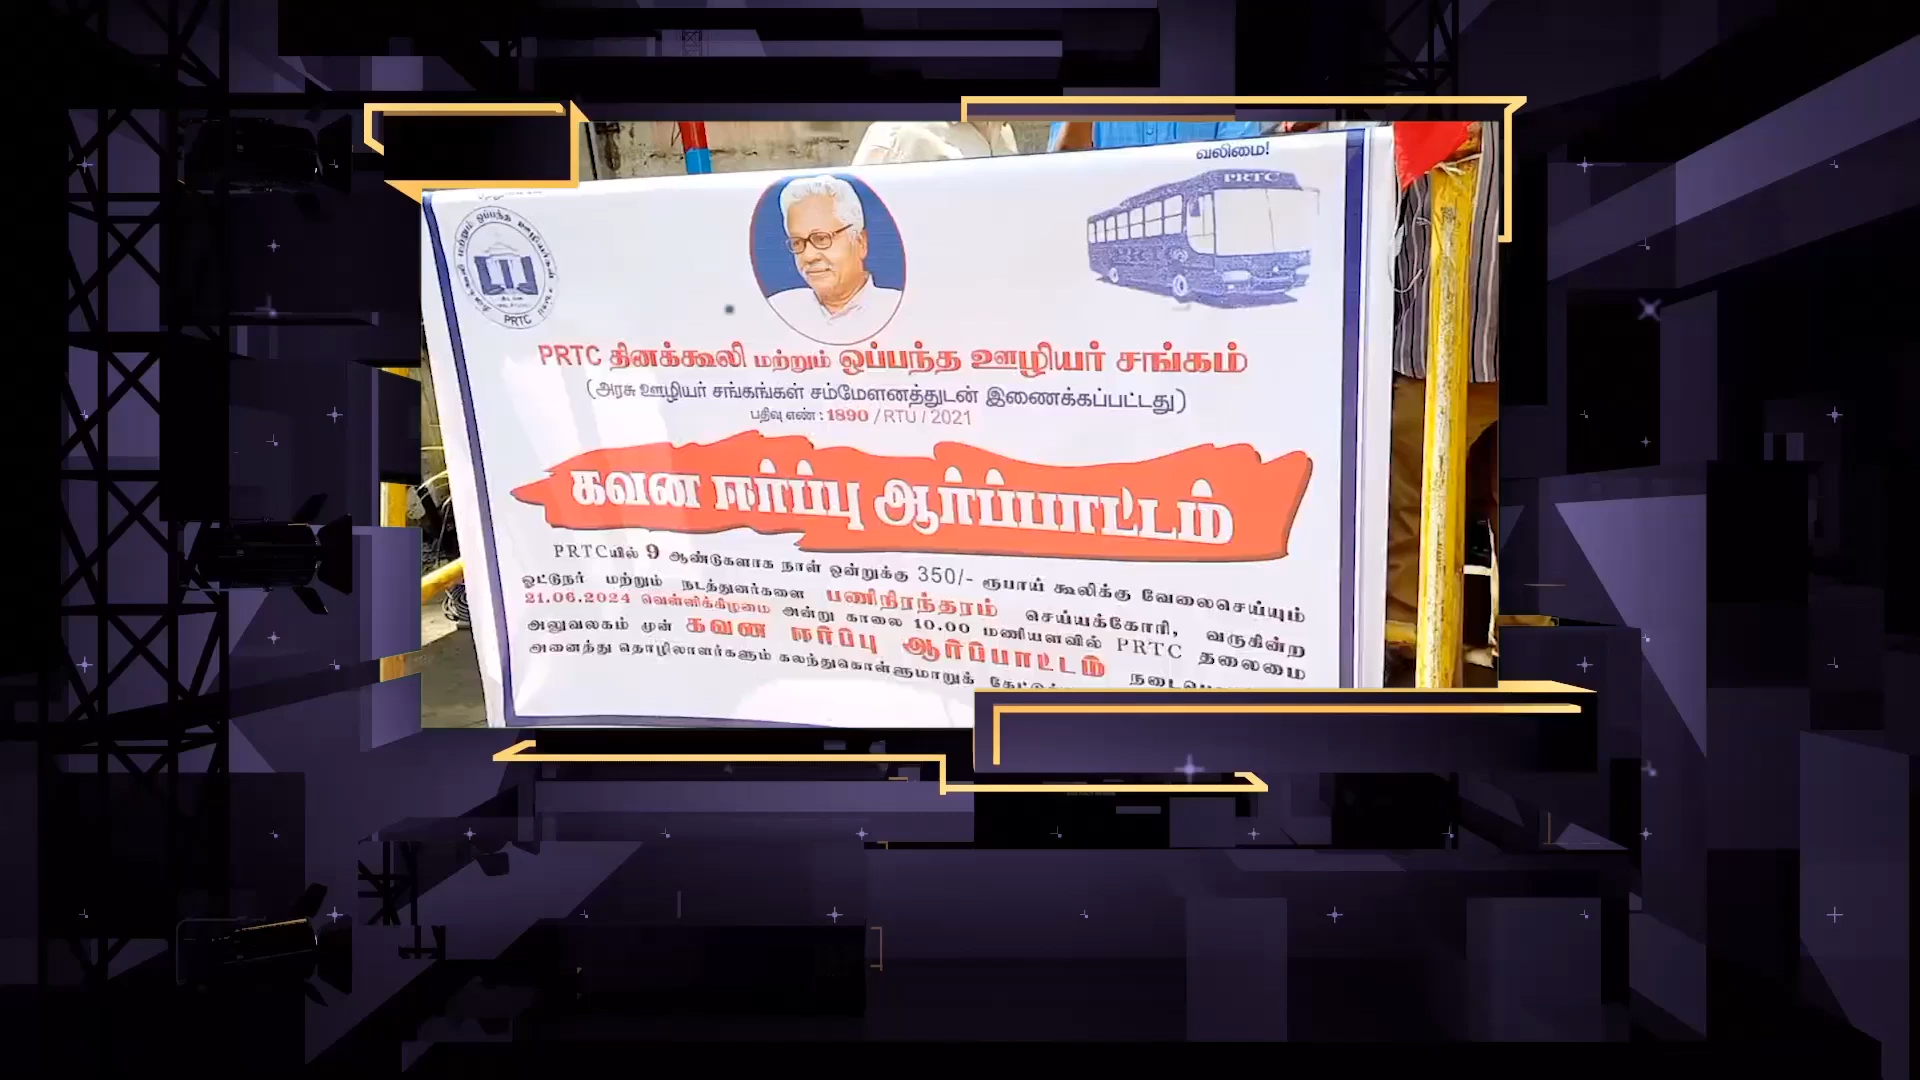 வலிமை!
PRTC
PRTC
PRTC தினக்கூலி மற்றும் ஒப்பந்த ஊழியர் சங்கம்
(அரசு ஊழியர் சங்கங்கள் சம்மேளனத்துடன் இணைக்கப்பட்டது)
பதிவு எண் : 1890 / RTU / 2021
கவன ஈர்ப்பு ஆர்ப்பாட்டம்
PRTCயில் 9 ஆண்டுகளாக நாள் ஒன்றுக்கு 350/- ரூபாய் கூலிக்கு வேலைசெய்யும்
ஓட்டுநர் மற்றும் நடத்துனர்களை பணிநிரந்தரம் செய்யக்கோரி, வருகின்ற
21.06.2024 வெள்ளிக்கிழமை அன்று காலை 10.00 மணியளவில் PRTC தலைமை
அலுவலகம் முன் கவன ஈர்ப்பு ஆர்ப்பாட்டம்
அனைத்து தொழிலாளர்களும் கலந்துகொள்ளுமாறுக்